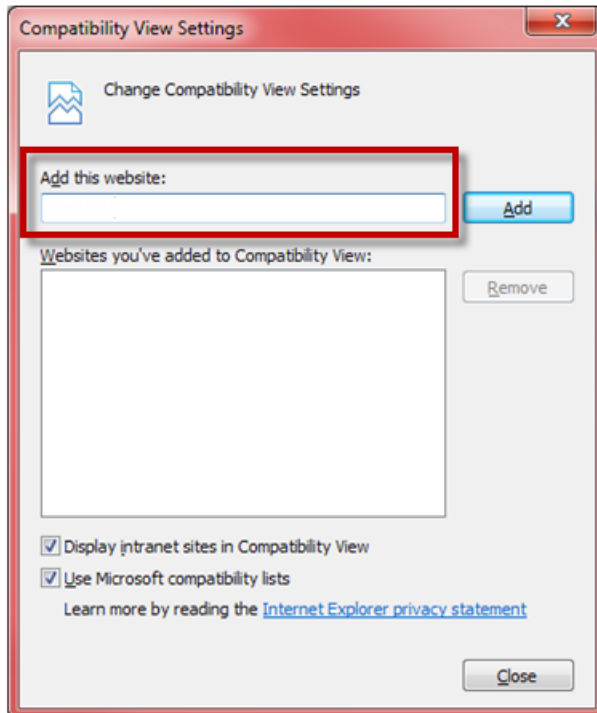 Compatibility View Settings
Change Compatibility View Settings
Add this website:
Add
Websites you've added to Compatibility View:
Remove
Display intranet sites in Compatibility View
Use Microsoft compatibility lists
Learn more by reading the Internet Explorer privacy statement
Close